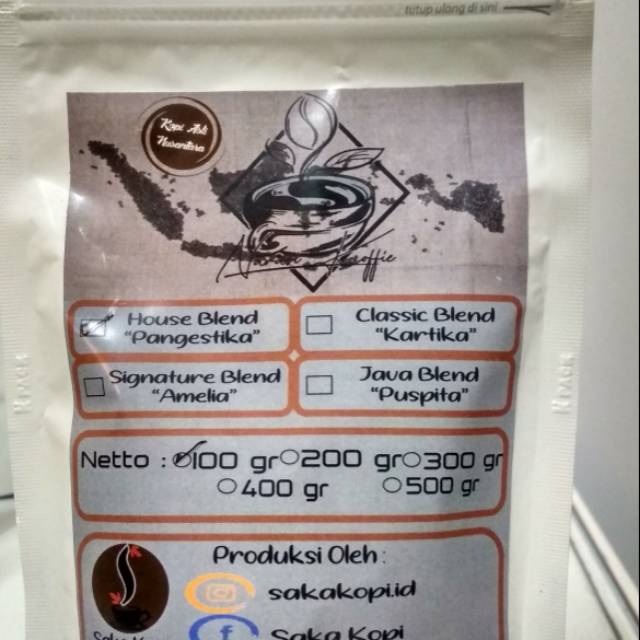 tutup ulang di sini
Kopi Asli
Nusantara
Koffie
House Blend
"Pangestika"
Classic Blend
"Kartika"
Signature Blend
"Amelia"
Java Blend
"Puspita"
Netto : 100 gr 200 gr 300 gr
400 gr 500 gr
Produksi Oleh :
sakakopi.id
Saka Kopi